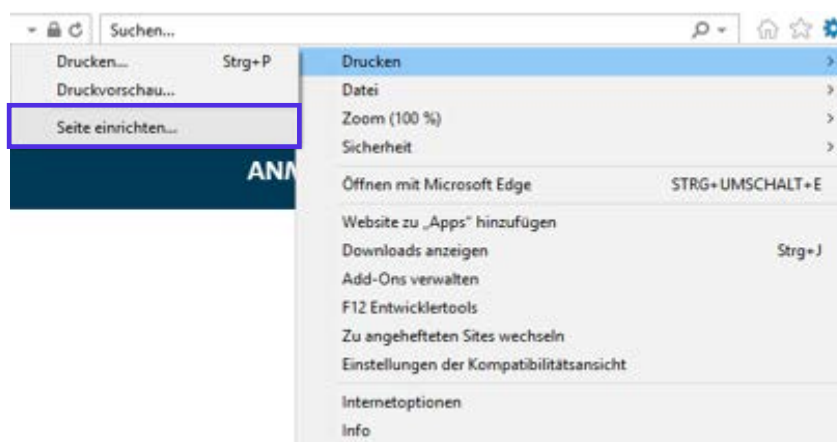 Suchen...
Drucken... Strg+P
Druckvorschau...
Seite einrichten...
ANM
Drucken
Datei
Zoom (100 %)
Sicherheit
Öffnen mit Microsoft Edge STRG+UMSCHALT+E
Website zu „Apps“ hinzufügen
Downloads anzeigen Strg+J
Add-Ons verwalten
F12 Entwicklertools
Zu angehefteten Sites wechseln
Einstellungen der Kompatibilitätsansicht
Internetoptionen
Info